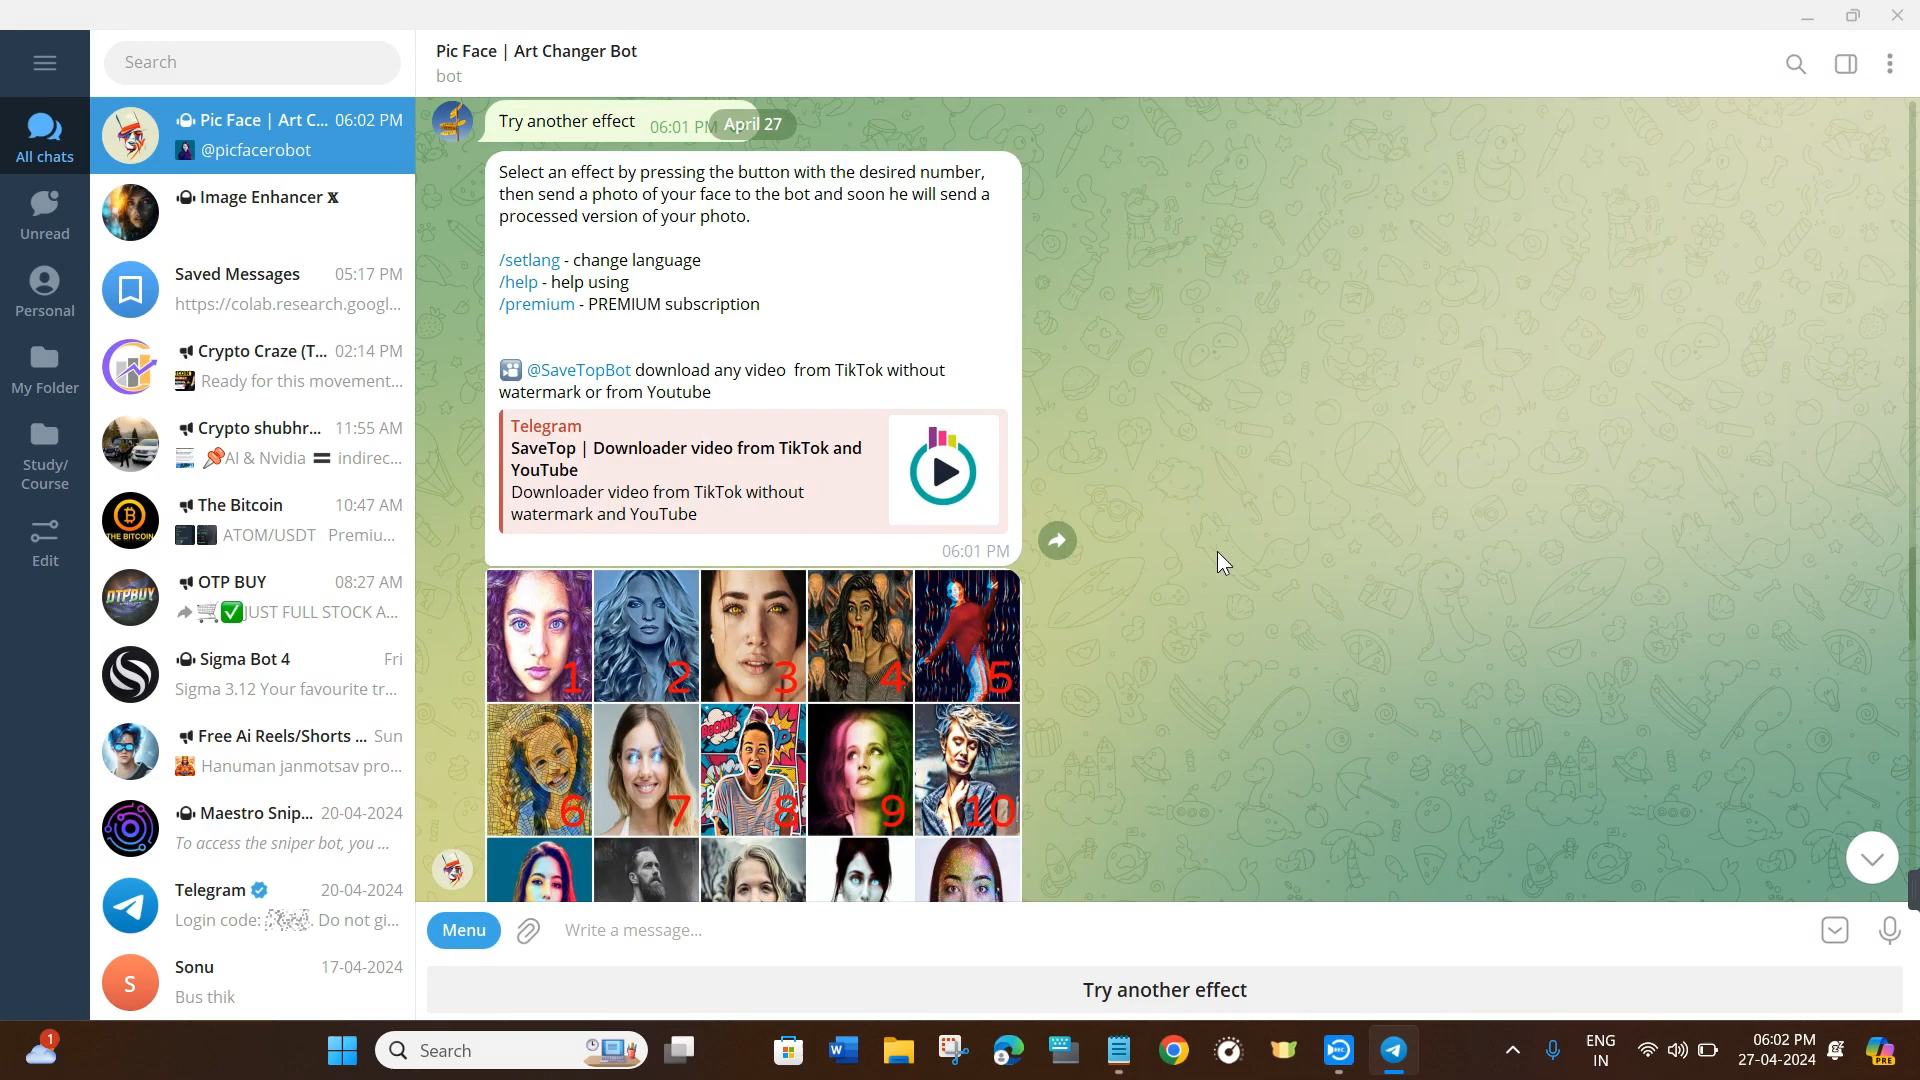 Search
Pic Face | Art Changer Bot
bot
All chats
Unread
Personal
My Folder
Study/
Course
Edit
Pic Face | Art C... 06:02 PM
@picfacerobot
Image Enhancer X
Saved Messages 05:17 PM
https://colab.research.googl...
Crypto Craze (T... 02:14 PM
Ready for this movement...
Crypto shubhr... 11:55 AM
AI & Nvidia = indirec...
The Bitcoin 10:47 AM
THE BITCOIN
ATOM/USDT Premiu...
OTP BUY 08:27 AM
OTPBUY
JUST FULL STOCK A...
Sigma Bot 4 Fri
Sigma 3.12 Your favourite tr...
Free Ai Reels/Shorts ... Sun
Hanuman janmotsav pro...
Maestro Snip... 20-04-2024
To access the sniper bot, you ...
Telegram 20-04-2024
Login code: . Do not gi...
Sonu 17-04-2024
S
Bus thik
Try another effect 06:01 PM
April 27
Select an effect by pressing the button with the desired number,
then send a photo of your face to the bot and soon he will send a
processed version of your photo.
/setlang - change language
/help - help using
/premium - PREMIUM subscription
@SaveTopBot download any video from TikTok without
watermark or from Youtube
Telegram
SaveTop | Downloader video from TikTok and
YouTube
Downloader video from TikTok without
watermark and YouTube
06:01 PM
1 2 3 4 5
BOOM!
6 7 8 9 10
Menu
Write a message...
Try another effect
1
Search
ENG
IN
06:02 PM
27-04-2024
PRE